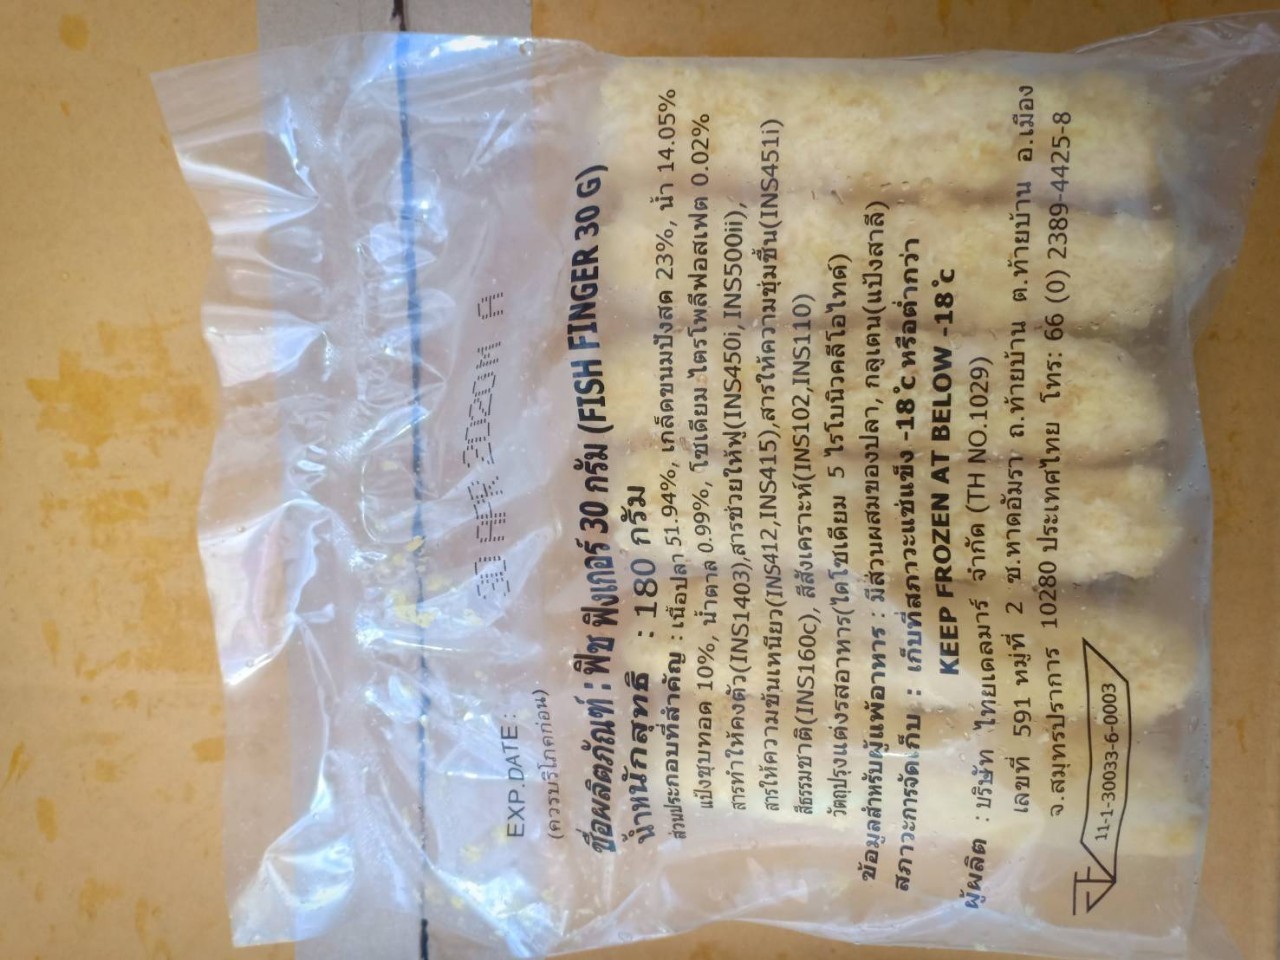 30 APR 2020M A
EXP.DATE :
(ควรบริโภคก่อน)
ชื่อผลิตภัณฑ์ : ฟิช ฟิงเกอร์ 30 กรัม (FISH FINGER 30 G)
น้ำหนักสุทธิ : 180 กรัม
ส่วนประกอบที่สำคัญ : เนื้อปลา 51.94%, เกล็ดขนมปังสด 23%, น้ำ 14.05%
แป้งชุบทอด 10%, น้ำตาล 0.99%, โซเดียมไตรโพลีฟอสเฟต 0.02%
สารทำให้คงตัว(INS1403),สารช่วยให้ฟู(INS450i,INS500ii),
สารให้ความข้นเหนียว(INS412,INS415),สารให้ความชุ่มชื้น(INS451i)
สีธรรมชาติ(INS160c), สีสังเคราะห์(INS102,INS110)
วัตถุปรุงแต่งรสอาหาร(ไดโซเดียม 5 ไรโบนิวคลีโอไทด์)
ข้อมูลสำหรับผู้แพ้อาหาร : มีส่วนผสมของปลา, กลูเตน(แป้งสาลี)
สภาวะการจัดเก็บ : เก็บที่สภาวะแช่แข็ง -18°c หรือต่ำกว่า
KEEP FROZEN AT BELOW -18°c
ผู้ผลิต : บริษัท ไทยเดลมาร์ จำกัด (TH NO.1029)
เลขที่ 591 หมู่ที่ 2 ซ.หาดอัมรา ถ.ท้ายบ้าน ต.ท้ายบ้าน อ.เมือง
จ.สมุทรปราการ 10280 ประเทศไทย โทร: 66 (0) 2389-4425-8
11-1-30033-6-0003